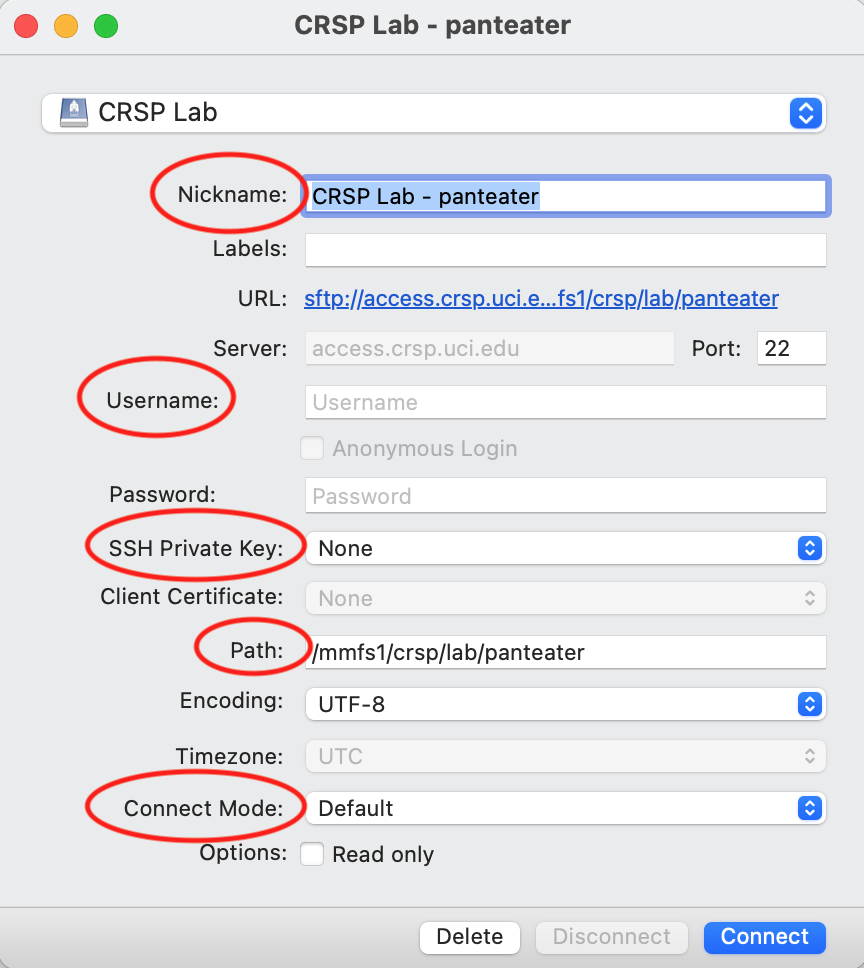 CRSP Lab - panteater
CRSP Lab
Nickname: CRSP Lab - panteater
Labels:
URL: sftp://access.crsp.uci.e...fs1/crsp/lab/panteater
Server: access.crsp.uci.edu Port: 22
Username: Username
Anonymous Login
Password: Password
SSH Private Key: None
Client Certificate: None
Path: /mmfs1/crsp/lab/panteater
Encoding: UTF-8
Timezone: UTC
Connect Mode: Default
Options: Read only
Delete Disconnect Connect